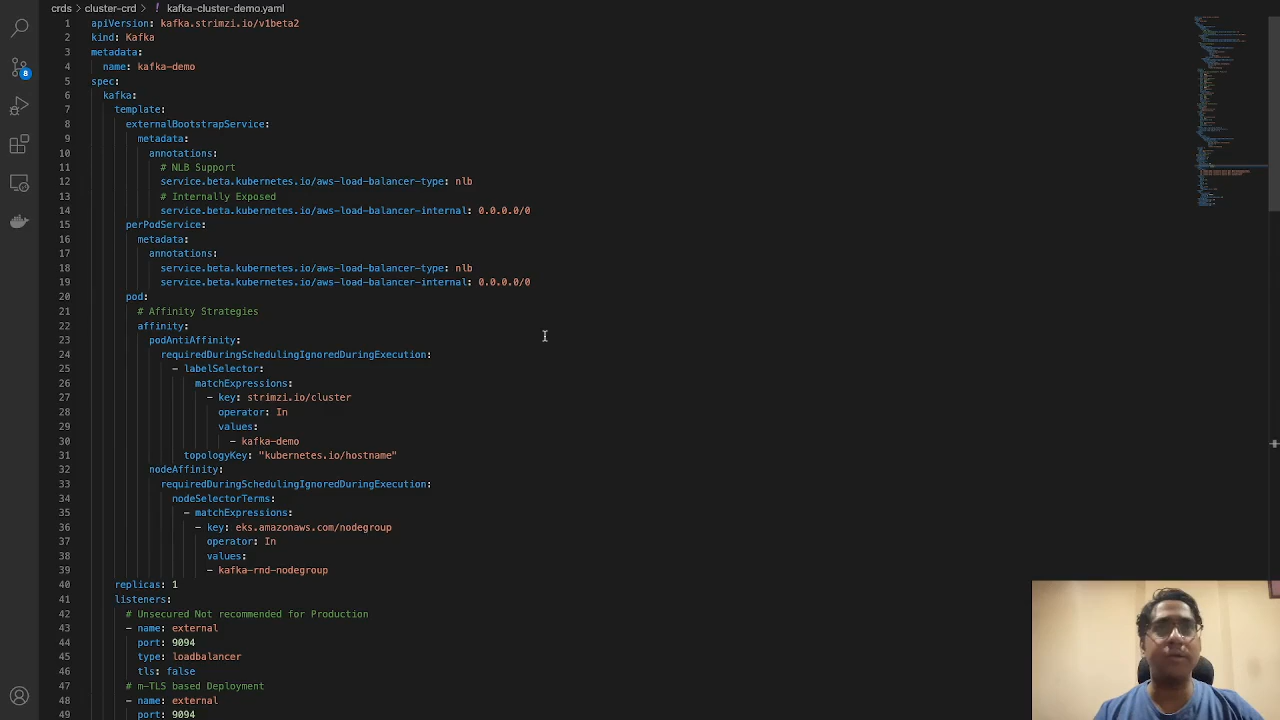 crds > cluster-crd > ! kafka-cluster-demo.yaml
1 apiVersion: kafka.strimzi.io/v1beta2
2 kind: Kafka
3 metadata:
4 name: kafka-demo
5 spec:
6 kafka:
7 template:
8 externalBootstrapService:
9 metadata:
10 annotations:
11 # NLB Support
12 service.beta.kubernetes.io/aws-load-balancer-type: nlb
13 # Internally Exposed
14 service.beta.kubernetes.io/aws-load-balancer-internal: 0.0.0.0/0
15 perPodService:
16 metadata:
17 annotations:
18 service.beta.kubernetes.io/aws-load-balancer-type: nlb
19 service.beta.kubernetes.io/aws-load-balancer-internal: 0.0.0.0/0
20 pod:
21 # Affinity Strategies
22 affinity:
23 podAntiAffinity:
24 requiredDuringSchedulingIgnoredDuringExecution:
25 - labelSelector:
26 matchExpressions:
27 - key: strimzi.io/cluster
28 operator: In
29 values:
30 - kafka-demo
31 topologyKey: "kubernetes.io/hostname"
32 nodeAffinity:
33 requiredDuringSchedulingIgnoredDuringExecution:
34 nodeSelectorTerms:
35 - matchExpressions:
36 - key: eks.amazonaws.com/nodegroup
37 operator: In
38 values:
39 - kafka-rnd-nodegroup
40 replicas: 1
41 listeners:
42 # Unsecured Not recommended for Production
43 - name: external
44 port: 9094
45 type: loadbalancer
46 tls: false
47 # m-TLS based Deployment
48 - name: external
49 port: 9094
8